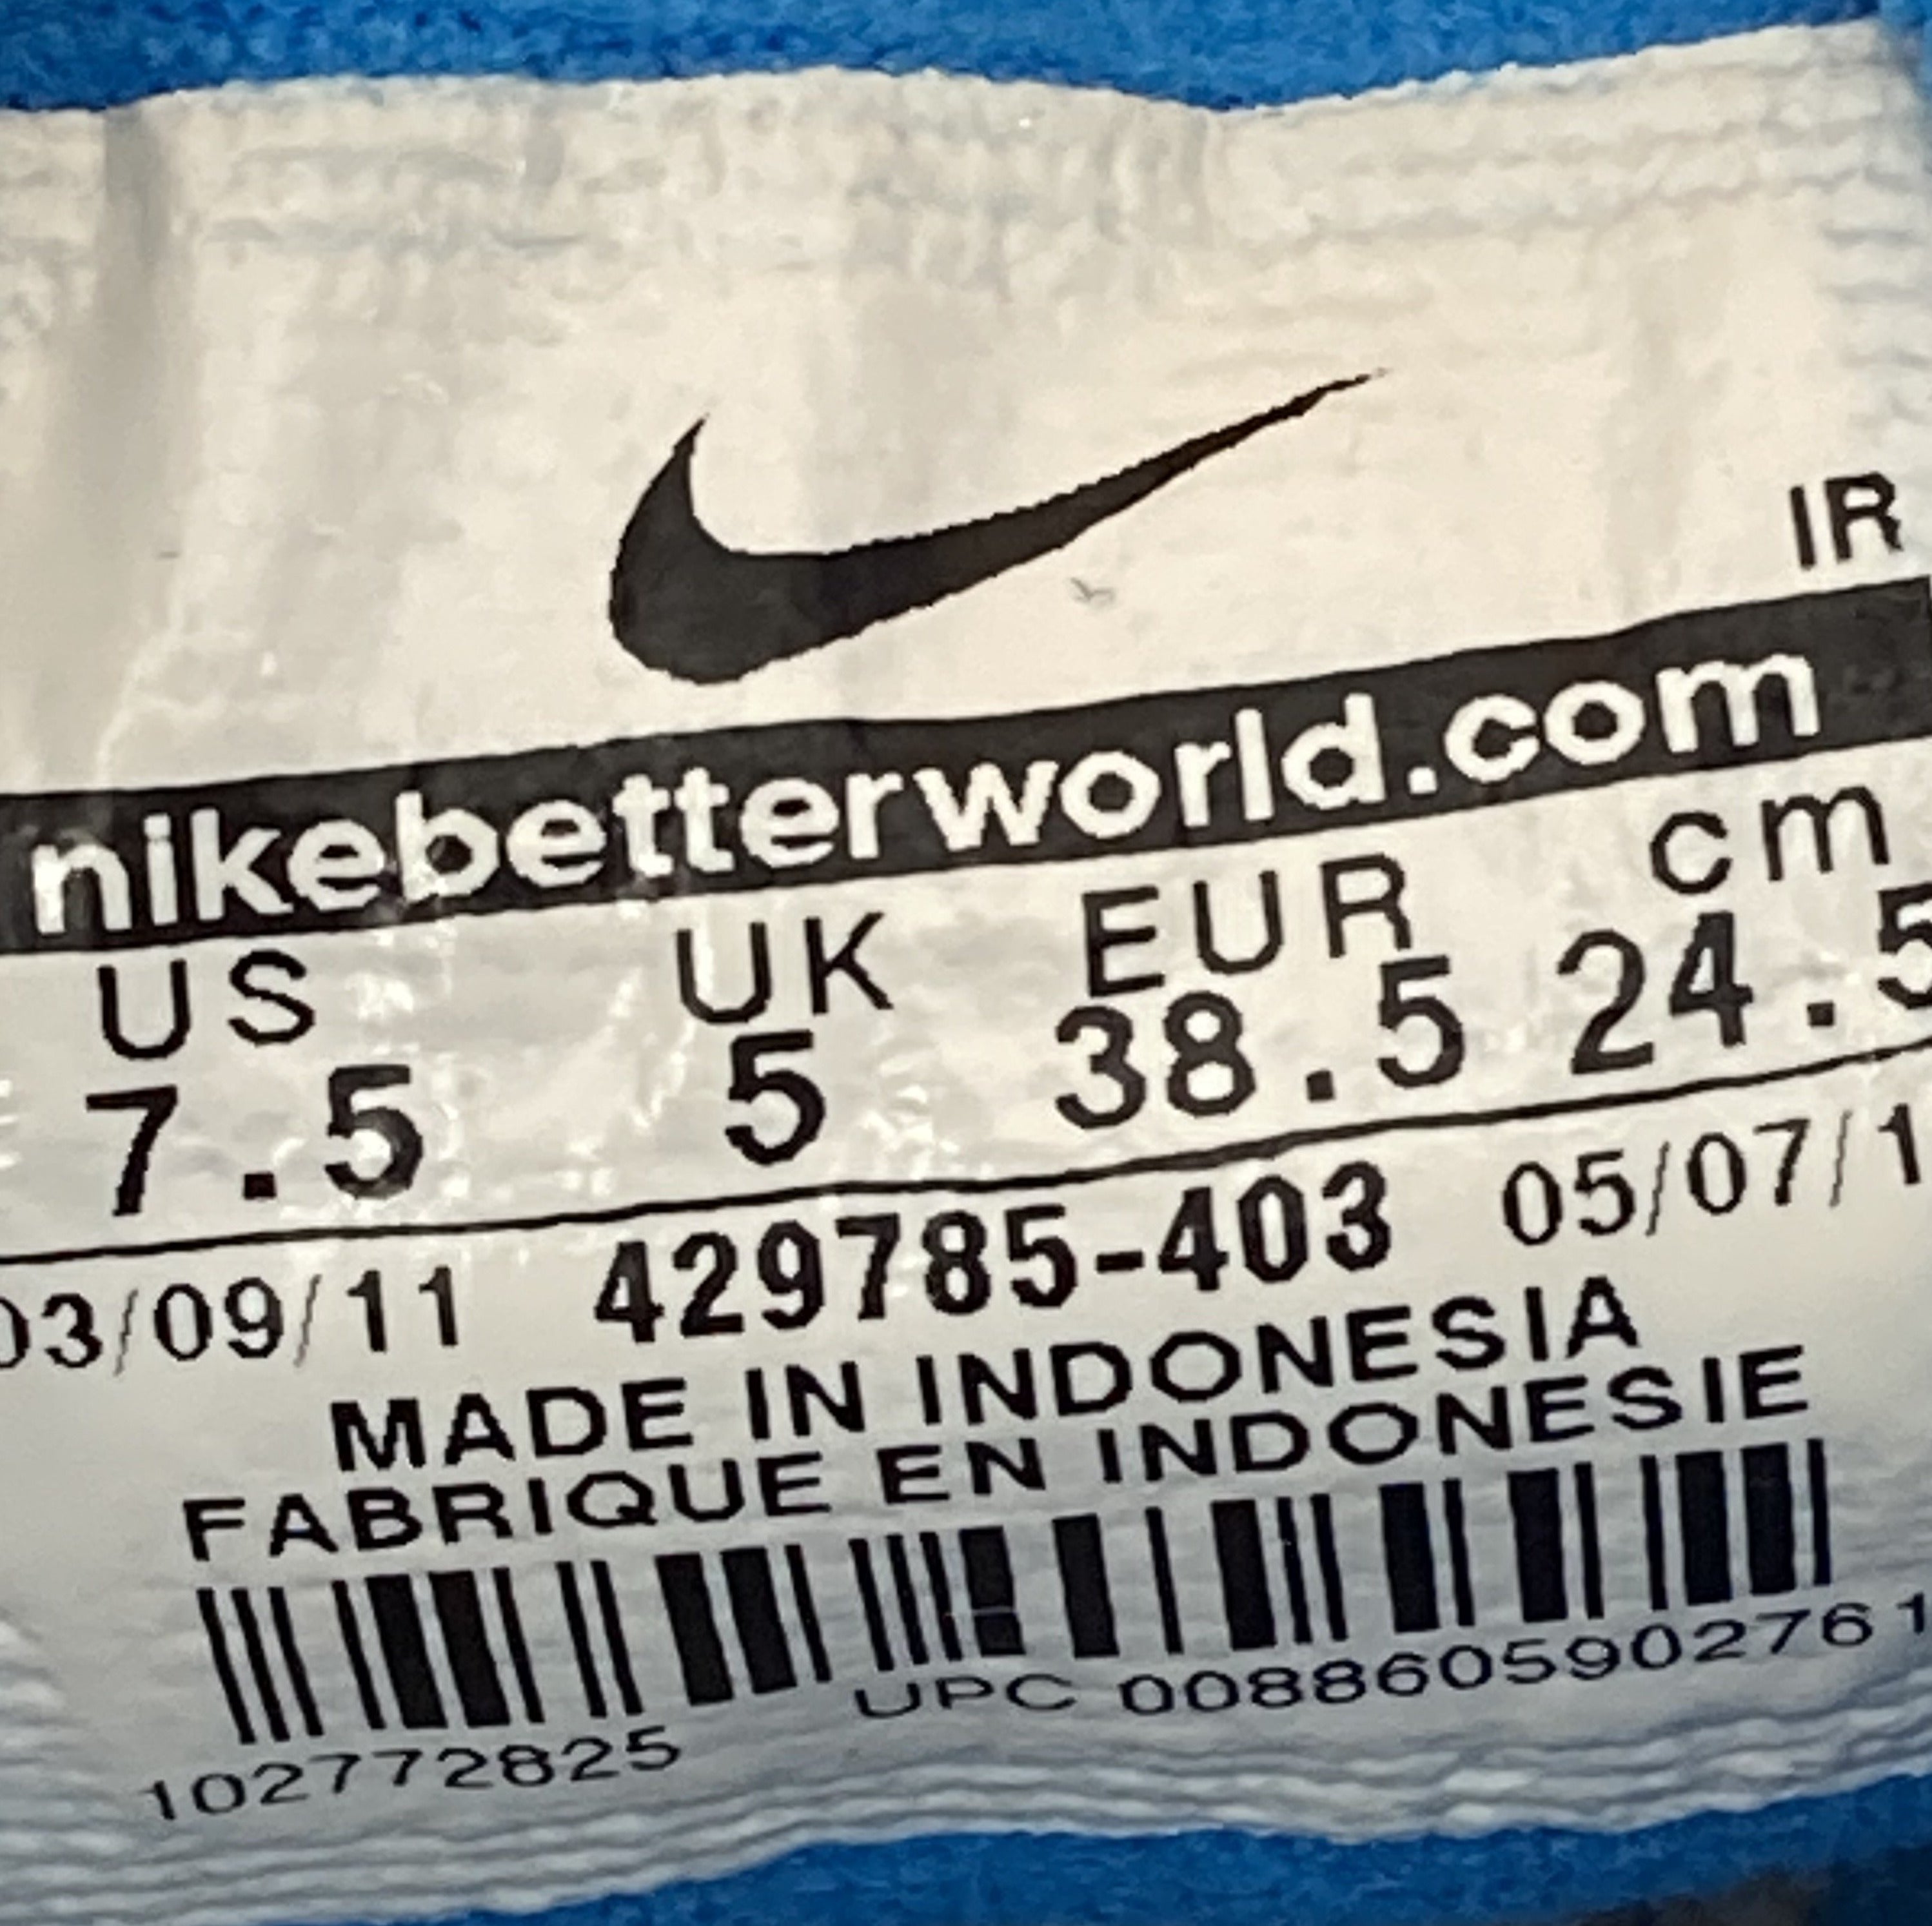 IR
nikebetterworld.com
US UK EUR cm
7.5 5 38.5 24.5
03/09/11 429785-403 05/07/1
MADE IN INDONESIA
FABRIQUE EN INDONESIE
102772825 UPC 0088605902761